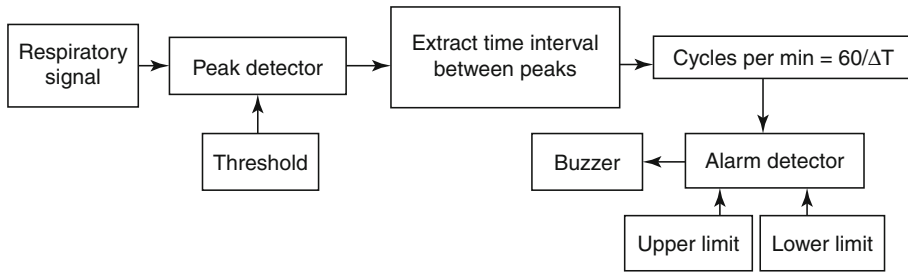 Respiratory
signal
Peak detector
Extract time interval
between peaks
Cycles per min = 60/ΔT
Threshold
Buzzer
Alarm detector
Upper limit
Lower limit